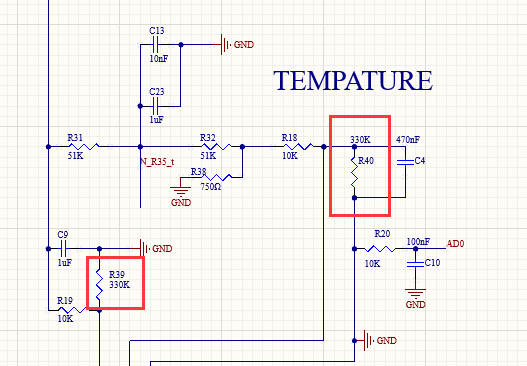 C13
GND
10nF
TEMPATURE
C23
1uF
R31
51K
R32
51K
R18
10K
330K
470nF
N_R35_t
R40
C4
R38
750Ω
GND
C9
1uF
GND
R20
10K
100nF
AD0
C10
R39
330K
GND
R19
10K
GND